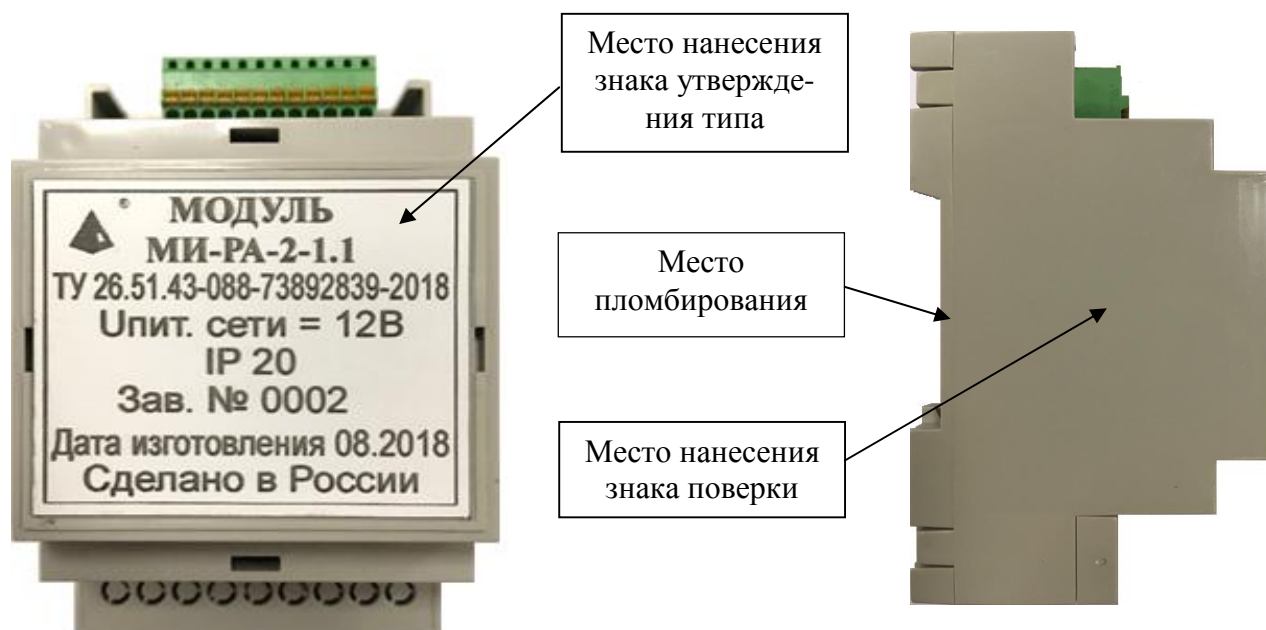 Место нанесения
знака утвержде-
ния типа
МОДУЛЬ
МИ-РА-2-1.1
ТУ 26.51.43-088-73892839-2018
Uпит. сети = 12В
IP 20
Зав. № 0002
Дата изготовления 08.2018
Сделано в России
Место
пломбирования
Место нанесения
знака поверки